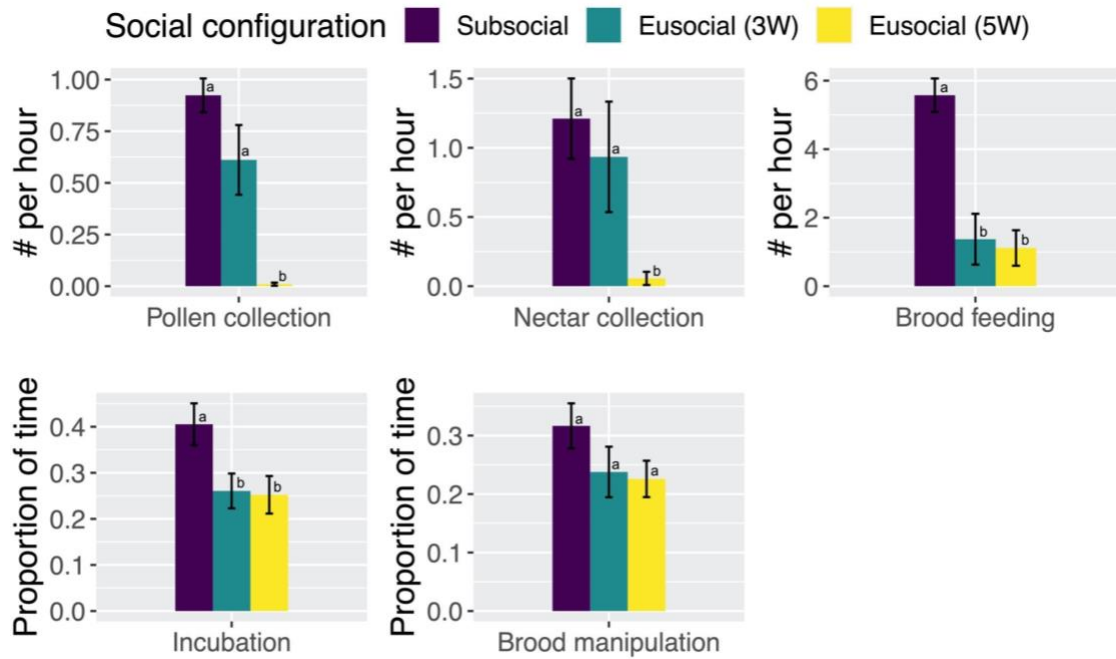 Social configuration Subsocial Eusocial (3W) Eusocial (5W)
# per hour
1.00
0.75
0.50
0.25
0.00
a
a
b
Pollen collection
# per hour
1.5
1.0
0.5
0.0
a
a
b
Nectar collection
# per hour
6
4
2
0
a
b
b
Brood feeding
Proportion of time
0.4
0.3
0.2
0.1
0.0
a
b
b
Incubation
Proportion of time
0.3
0.2
0.1
0.0
a
a
a
Brood manipulation